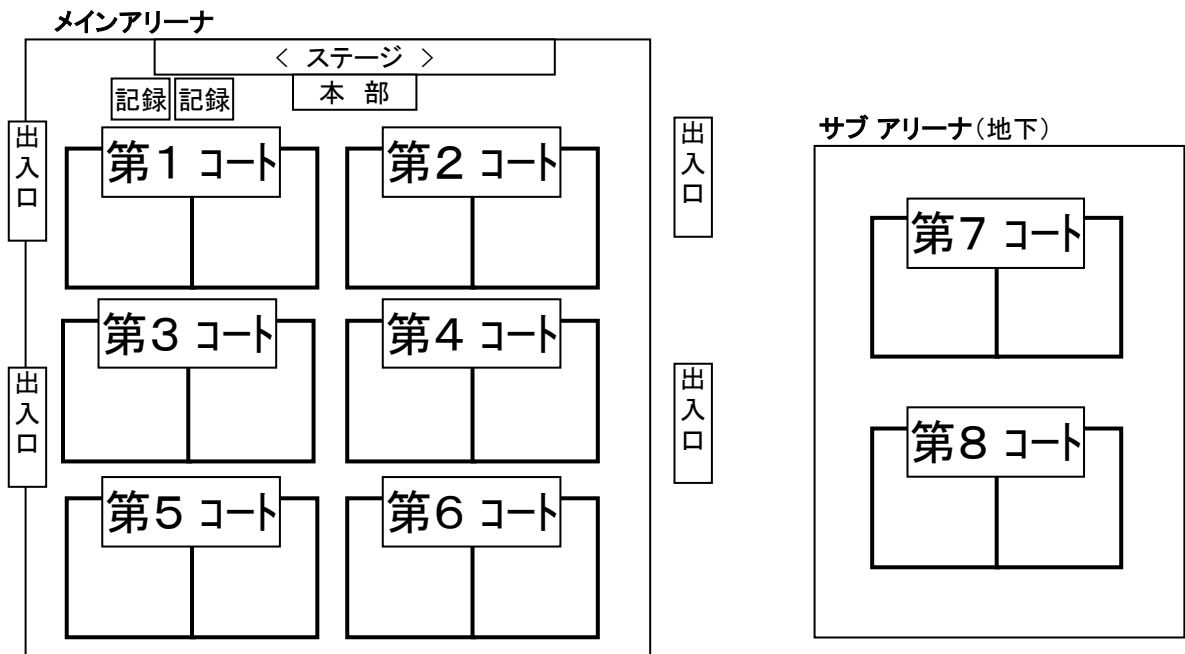 メインアリーナ
< ステージ >
記録 記録 本 部
出入口
出入口
第1 コート 第2 コート
第3 コート 第4 コート
出入口
出入口
第5 コート 第6 コート
サブ アリーナ(地下)
第7 コート
第8 コート